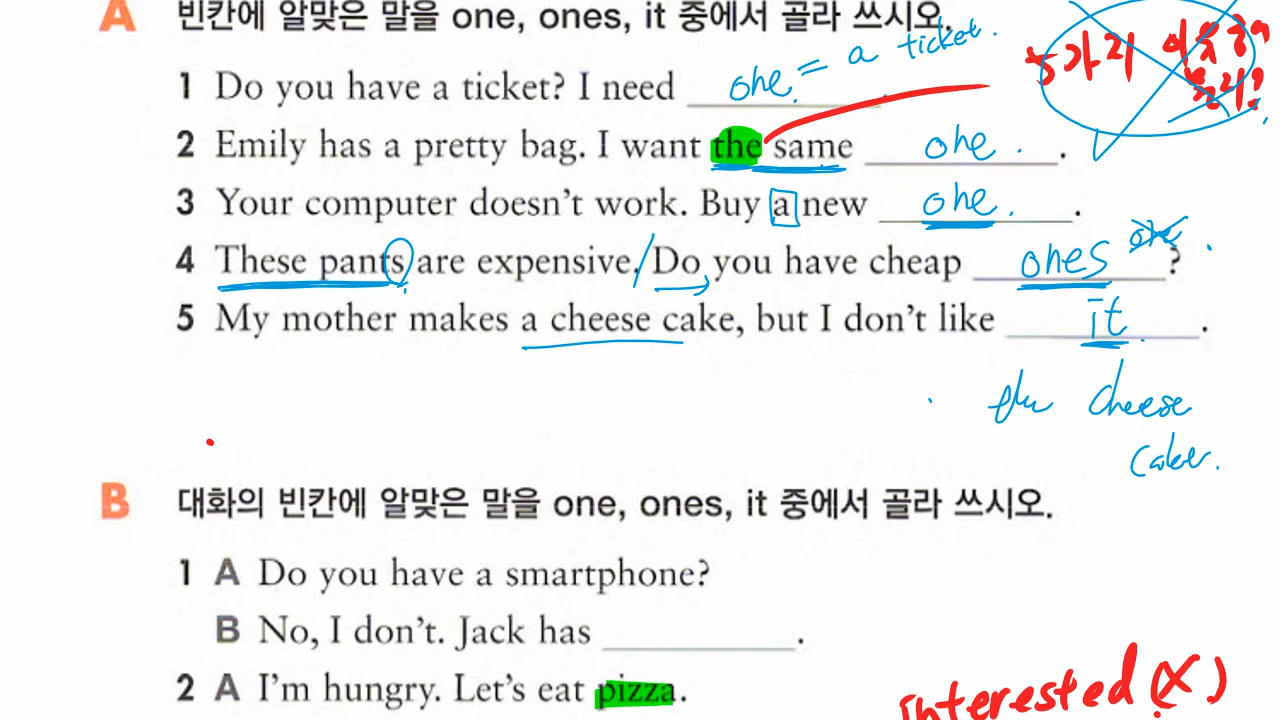 A 빈칸에 알맞은 말을 one, ones, it 중에서 골라 쓰시오.
1 Do you have a ticket? I need one. = a ticket.
2 Emily has a pretty bag. I want the same one.
3 Your computer doesn't work. Buy a new one.
4 These pants are expensive. Do you have cheap ones one?
5 My mother makes a cheese cake, but I don't like it.
cheese
cake.
B 대화의 빈칸에 알맞은 말을 one, ones, it 중에서 골라 쓰시오.
1 A Do you have a smartphone?
B No, I don't. Jack has ________.
2 A I'm hungry. Let's eat pizza.
interested (X)